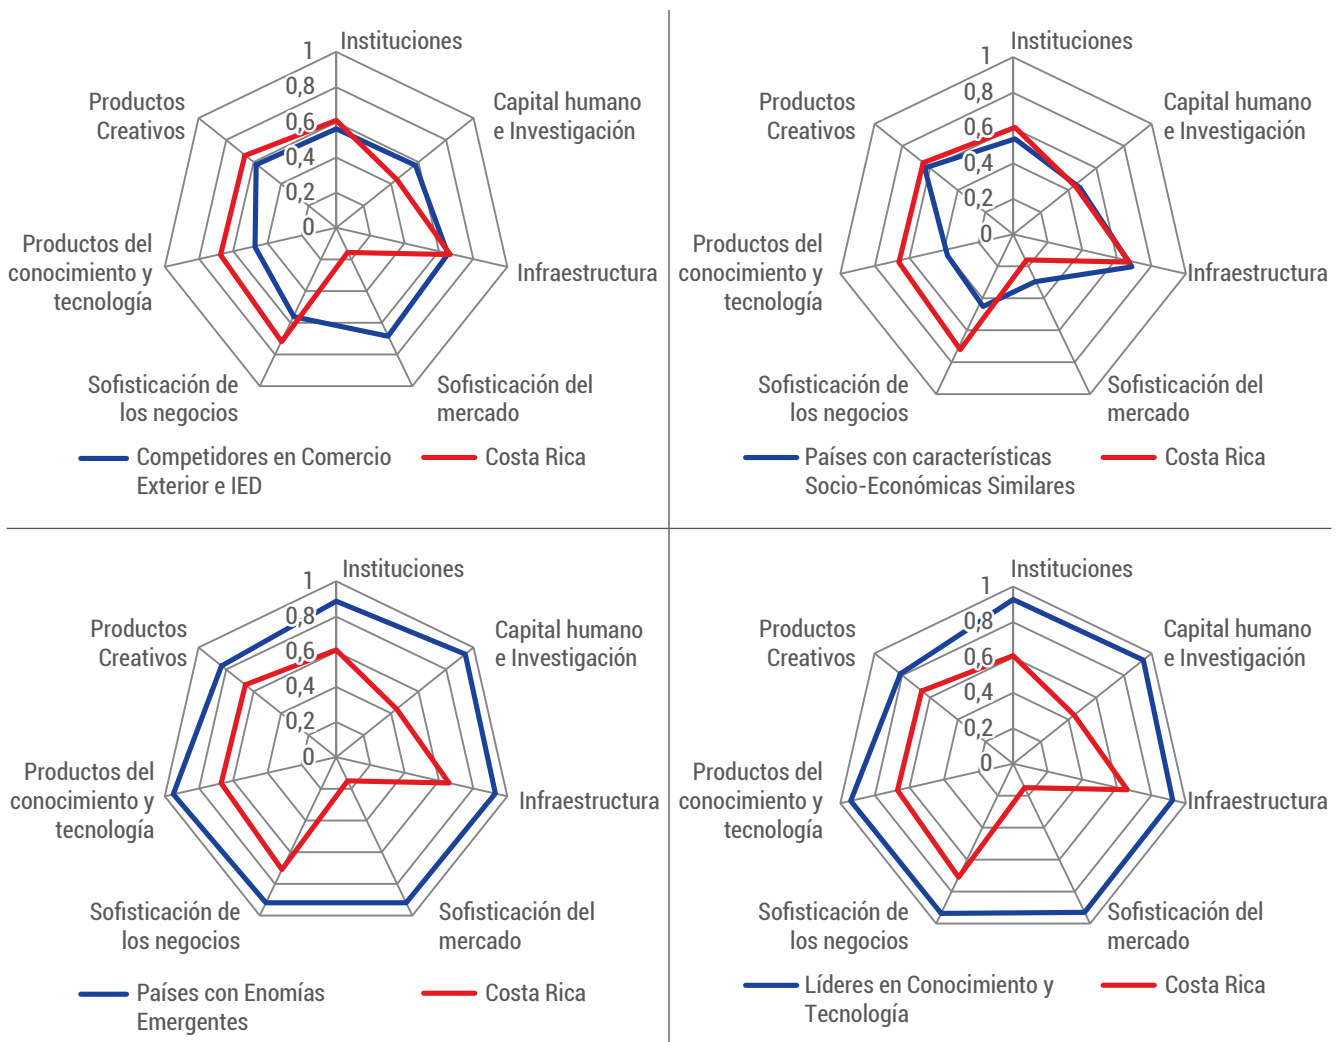 Instituciones
Capital humano
e Investigación
Infraestructura
Sofisticación del
mercado
Sofisticación de
los negocios
Productos del
conocimiento y
tecnología
Productos
Creativos
1
0,8
0,6
0,4
0,2
0
Competidores en Comercio
Exterior e IED
Costa Rica
Instituciones
Capital humano
e Investigación
Infraestructura
Sofisticación del
mercado
Sofisticación de
los negocios
Productos del
conocimiento y
tecnología
Productos
Creativos
1
0,8
0,6
0,4
0,2
0
Países con características
Socio-Económicas Similares
Costa Rica
Instituciones
Capital humano
e Investigación
Infraestructura
Sofisticación del
mercado
Sofisticación de
los negocios
Productos del
conocimiento y
tecnología
Productos
Creativos
1
0,8
0,6
0,4
0,2
0
Países con Enomías
Emergentes
Costa Rica
Instituciones
Capital humano
e Investigación
Infraestructura
Sofisticación del
mercado
Sofisticación de
los negocios
Productos del
conocimiento y
tecnología
Productos
Creativos
1
0,8
0,6
0,4
0,2
0
Líderes en Conocimiento y
Tecnología
Costa Rica